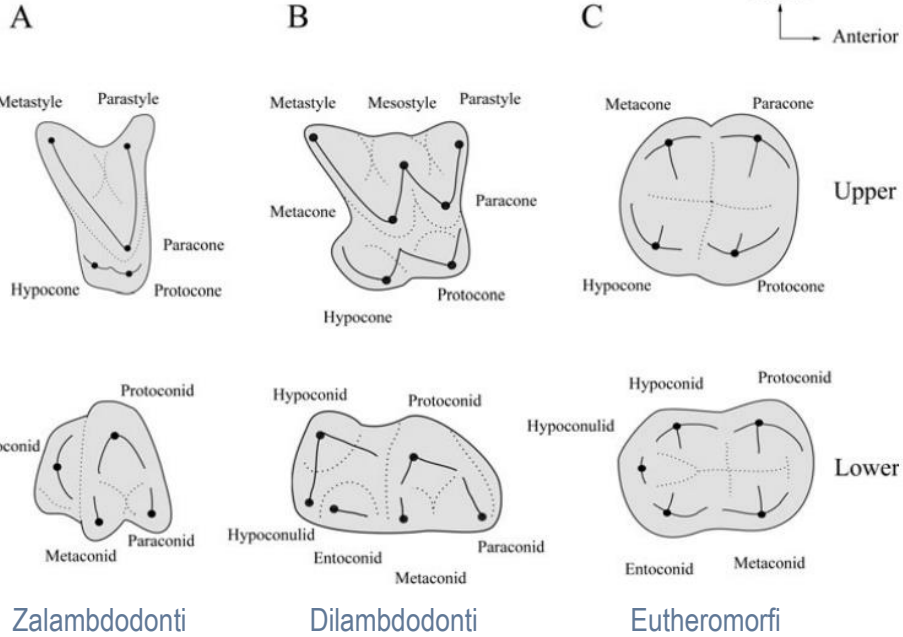 A
B
C
Anterior
Metastyle
Parastyle
Metastyle
Mesostyle
Parastyle
Metacone
Paracone
Upper
Paracone
Hypocone
Protocone
Metacone
Paracone
Protocone
Hypocone
Hypocone
Protocone
Protoconid
oconid
Metaconid
Paraconid
Hypoconid
Protoconid
Hypoconulid
Entoconid
Metaconid
Paraconid
Hypoconid
Protoconid
Hypoconulid
Lower
Entoconid
Metaconid
Zalambdodonti
Dilambdodonti
Eutheromorfi